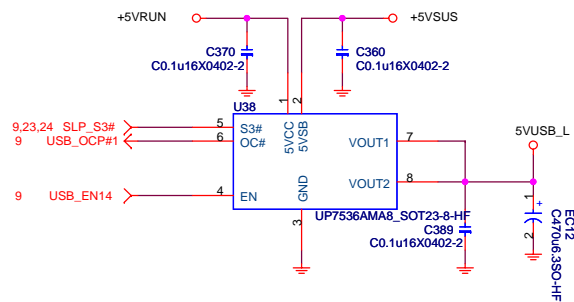 +5VRUN
+5VSUS
C370
C0.1u16X0402-2
C360
C0.1u16X0402-2
U38
1
2
5VCC
5VSB
9,23,24 SLP_S3#
5
S3#
9 USB_OCP#1
6
OC#
9 USB_EN14
4
EN
GND
3
VOUT1
7
VOUT2
8
5VUSB_L
UP7536AMA8_SOT23-8-HF
C389
C0.1u16X0402-2
1
+
2
EC12
C470u6.3SO-HF